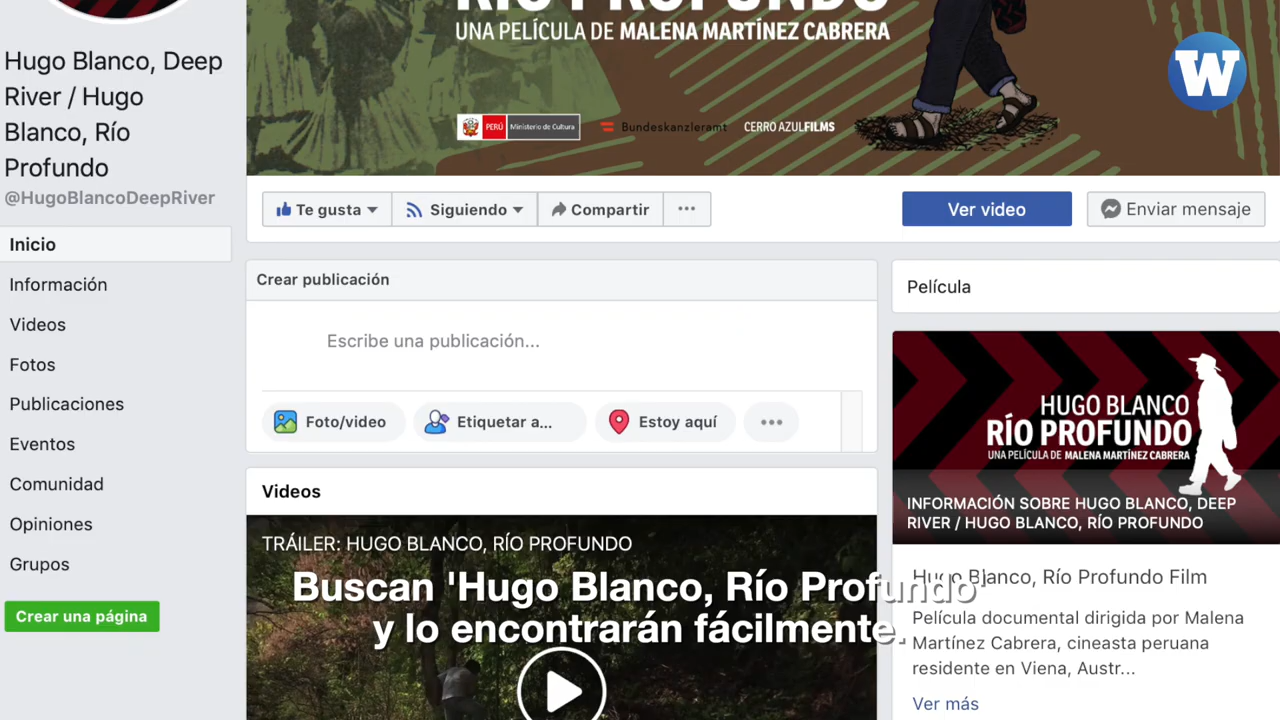 RÍO PROFUNDO
UNA PELÍCULA DE MALENA MARTÍNEZ CABRERA
W
PERÚ Ministerio de Cultura
Bundeskanzleramt
CERRO AZULFILMS
Hugo Blanco, Deep
River / Hugo
Blanco, Río
Profundo
@HugoBlancoDeepRiver
Inicio
Información
Videos
Fotos
Publicaciones
Eventos
Comunidad
Opiniones
Grupos
Crear una página
Te gusta
Siguiendo
Compartir
Ver video
Enviar mensaje
Crear publicación
Escribe una publicación...
Foto/video
Etiquetar a...
Estoy aquí
Videos
TRÁILER: HUGO BLANCO, RÍO PROFUNDO
Buscan 'Hugo Blanco, Río Profundo'
y lo encontrarán fácilmente.
Película
HUGO BLANCO
RÍO PROFUNDO
UNA PELÍCULA DE MALENA MARTÍNEZ CABRERA
INFORMACIÓN SOBRE HUGO BLANCO, DEEP
RIVER / HUGO BLANCO, RÍO PROFUNDO
Hugo Blanco, Río Profundo Film
Película documental dirigida por Malena
Martínez Cabrera, cineasta peruana
residente en Viena, Austr...
Ver más